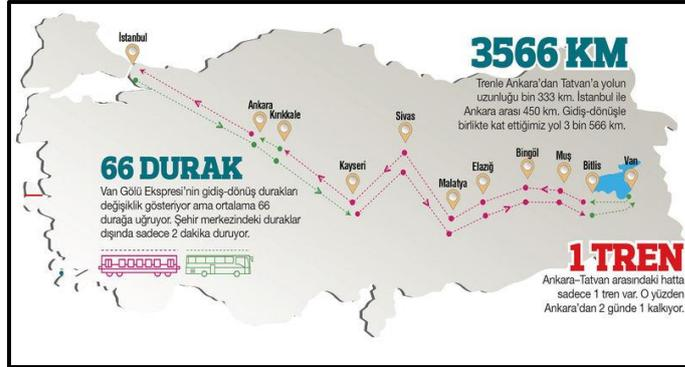 İstanbul
3566 KM
Trenle Ankara'dan Tatvan'a yolun
uzunluğu bin 333 km. İstanbul ile
Ankara arası 450 km. Gidiş-dönüşle
birlikte kat ettiğimiz yol 3 bin 566 km.
Ankara
Kırıkkale
Sivas
Kayseri
Malatya
Elazığ
Bingöl
Muş
Bitlis
Van
66 DURAK
Van Gölü Ekspresi'nin gidiş-dönüş durakları
değişiklik gösteriyor ama ortalama 66
durağa uğruyor. Şehir merkezindeki duraklar
dışında sadece 2 dakika duruyor.
1 TREN
Ankara–Tatvan arasındaki hatta
sadece 1 tren var. O yüzden
Ankara'dan 2 günde 1 kalkıyor.